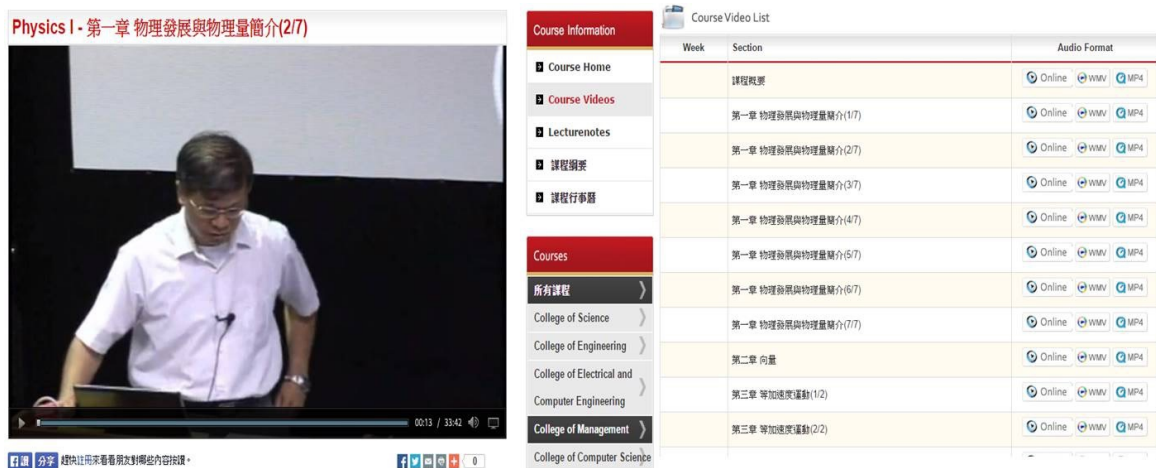 Physics I - 第一章 物理發展與物理量簡介(2/7)
00:13 / 33:42
讚 分享 趕快註冊來看看朋友對哪些內容按讚。
0
Course Information
Course Home
Course Videos
Lecturenotes
課程綱要
課程行事曆
Courses
所有課程
College of Science
College of Engineering
College of Electrical and
Computer Engineering
College of Management
College of Computer Science
Course Video List
Week Section Audio Format
課程概要 Online WMV MP4
第一章 物理發展與物理量簡介(1/7) Online WMV MP4
第一章 物理發展與物理量簡介(2/7) Online WMV MP4
第一章 物理發展與物理量簡介(3/7) Online WMV MP4
第一章 物理發展與物理量簡介(4/7) Online WMV MP4
第一章 物理發展與物理量簡介(5/7) Online WMV MP4
第一章 物理發展與物理量簡介(6/7) Online WMV MP4
第一章 物理發展與物理量簡介(7/7) Online WMV MP4
第二章 向量 Online WMV MP4
第三章 等加速度運動(1/2) Online WMV MP4
第三章 等加速度運動(2/2) Online WMV MP4